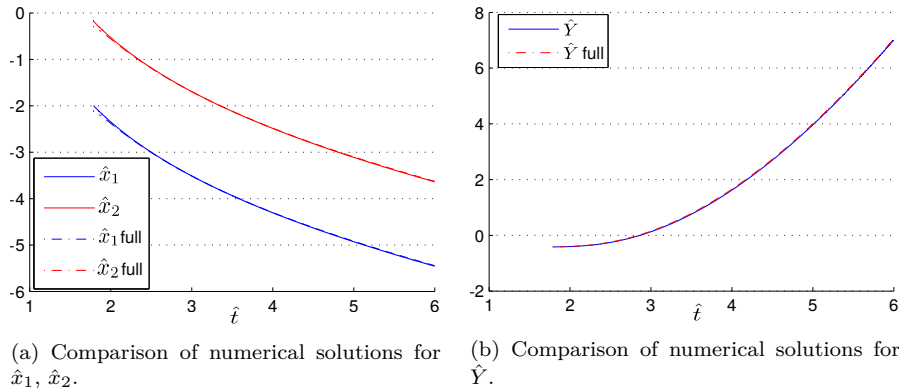 0
-1
-2
-3
-4
-5
-6
1
2
3
4
5
6
x̂₁
x̂₂
x̂₁ full
x̂₂ full
t̂
8
6
4
2
0
-2
1
2
3
4
5
6
Ŷ
Ŷ full
t̂
(a) Comparison of numerical solutions for
x̂₁, x̂₂.
(b) Comparison of numerical solutions for
Ŷ.